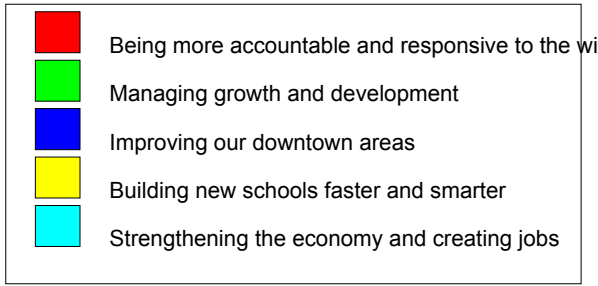 Being more accountable and responsive to the wi
Managing growth and development
Improving our downtown areas
Building new schools faster and smarter
Strengthening the economy and creating jobs